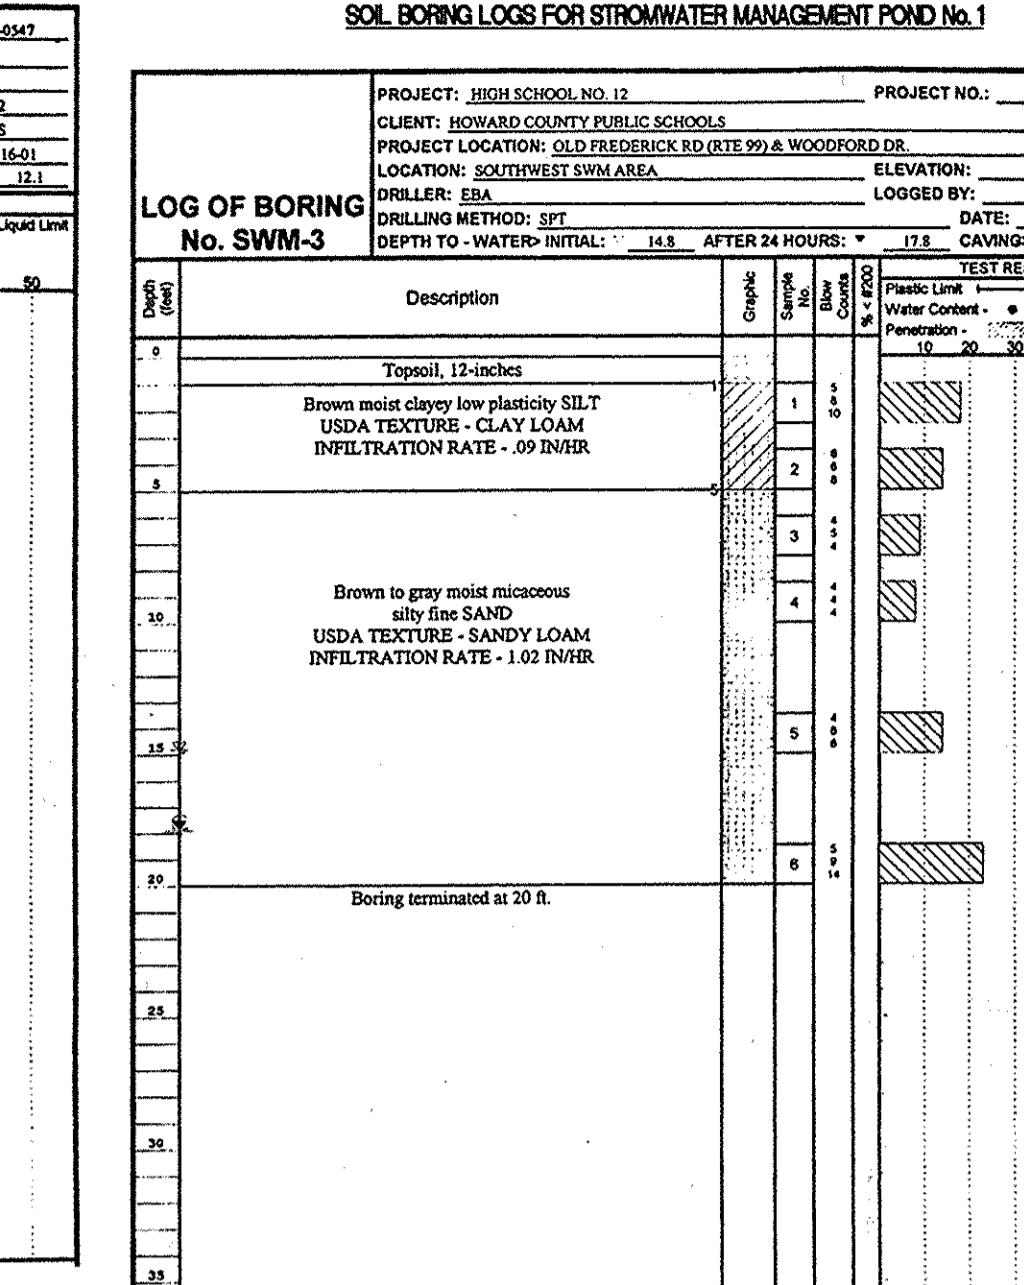 SOIL BORING LOGS FOR STROMWATER MANAGEMENT POND No. 1
-0547
2
S
16-01
12.1
Liquid Limit
50
LOG OF BORING
No. SWM-3
PROJECT: HIGH SCHOOL NO. 12 PROJECT NO.:
CLIENT: HOWARD COUNTY PUBLIC SCHOOLS
PROJECT LOCATION: OLD FREDERICK RD (RTE 99) & WOODFORD DR.
LOCATION: SOUTHWEST SWM AREA ELEVATION:
DRILLER: EBA LOGGED BY:
DRILLING METHOD: SPT DATE:
DEPTH TO - WATER> INITIAL: 14.8 AFTER 24 HOURS: 17.8 CAVING>
Depth (feet) Description Graphic Sample No. Blow Counts % < #200
TEST RE
Plastic Limit
Water Content -
Penetration -
10 20 30
0
Topsoil, 12-inches
1
Brown moist clayey low plasticity SILT
USDA TEXTURE - CLAY LOAM
INFILTRATION RATE - .09 IN/HR
1
5
8
10
2
6
6
8
5
5
3
4
5
4
Brown to gray moist micaceous
silty fine SAND
USDA TEXTURE - SANDY LOAM
INFILTRATION RATE - 1.02 IN/HR
4
4
4
4
10
15
5
4
6
8
6
5
9
14
20
Boring terminated at 20 ft.
25
30
35